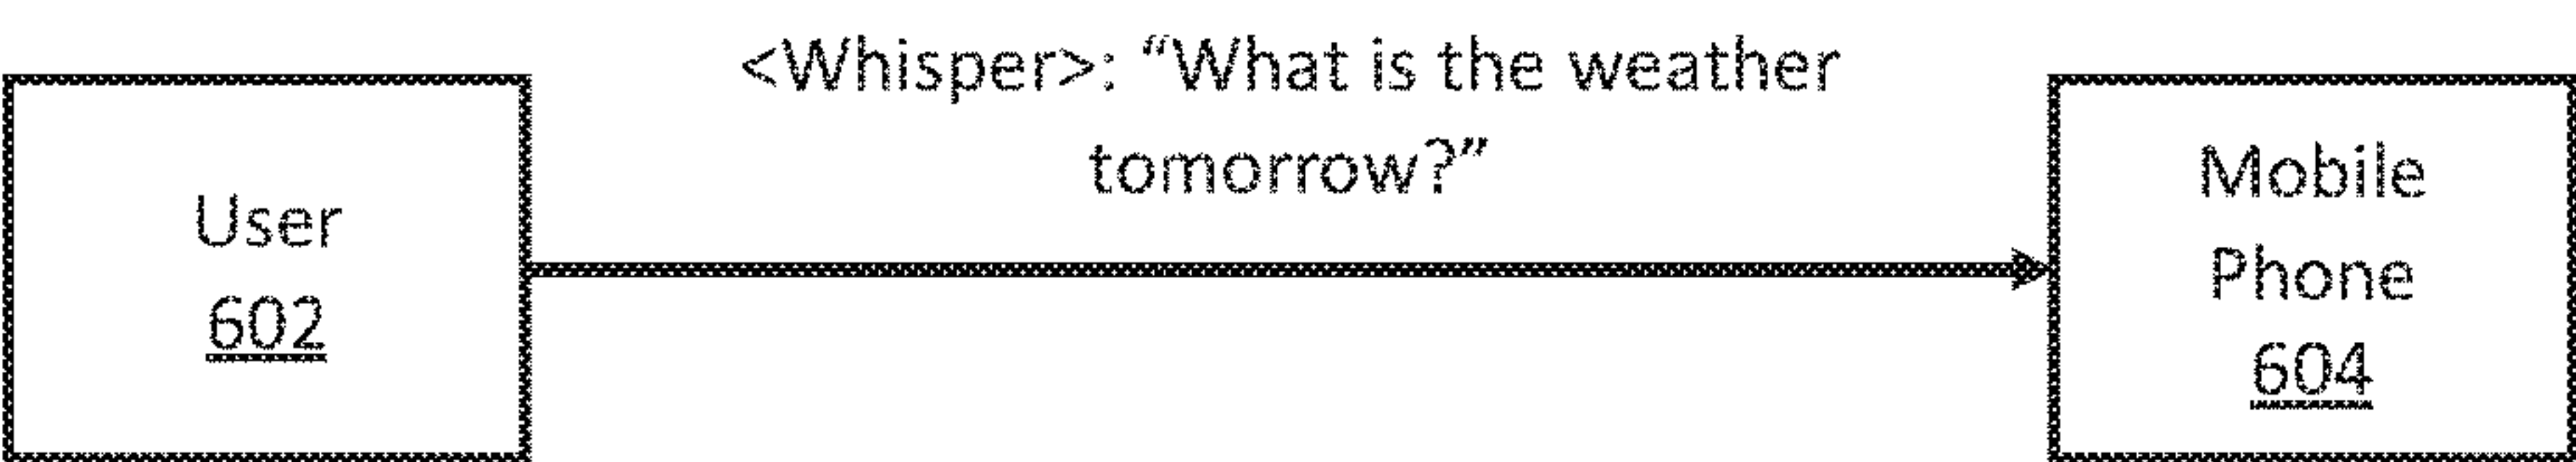 <Whisper>: “What is the weather
tomorrow?”
User
602
Mobile
Phone
604